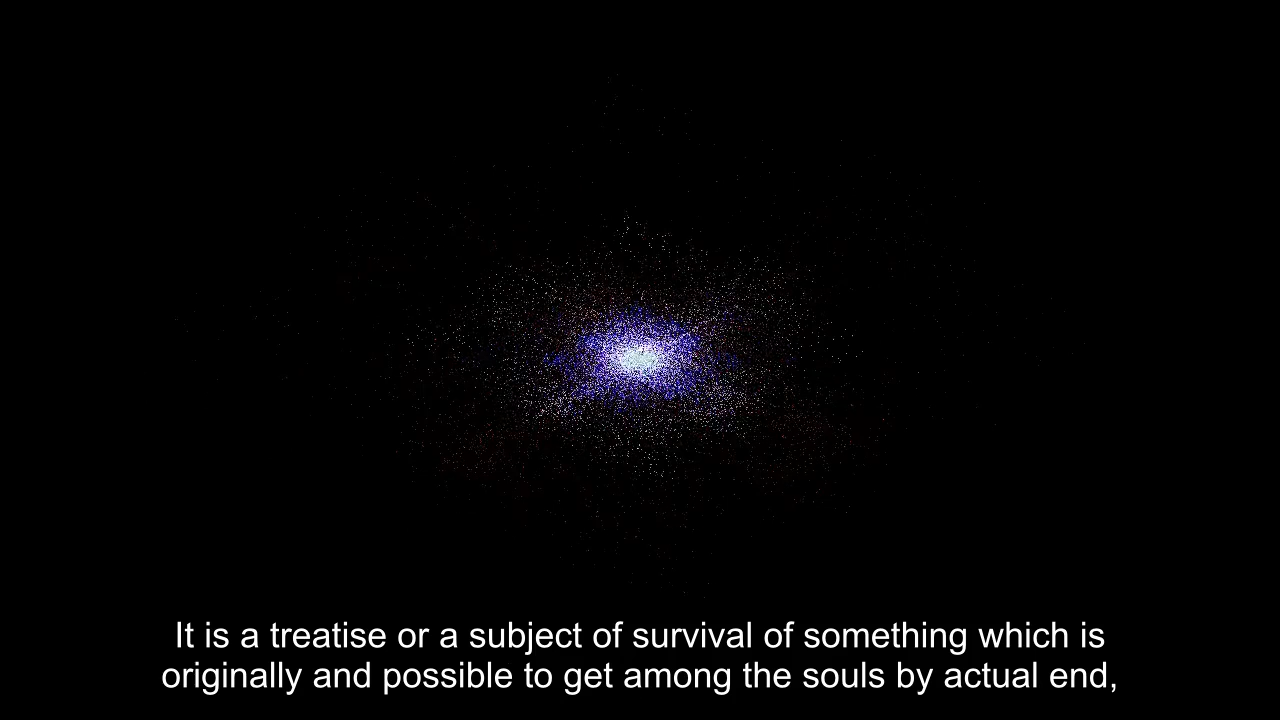 It is a treatise or a subject of survival of something which is
originally and possible to get among the souls by actual end,